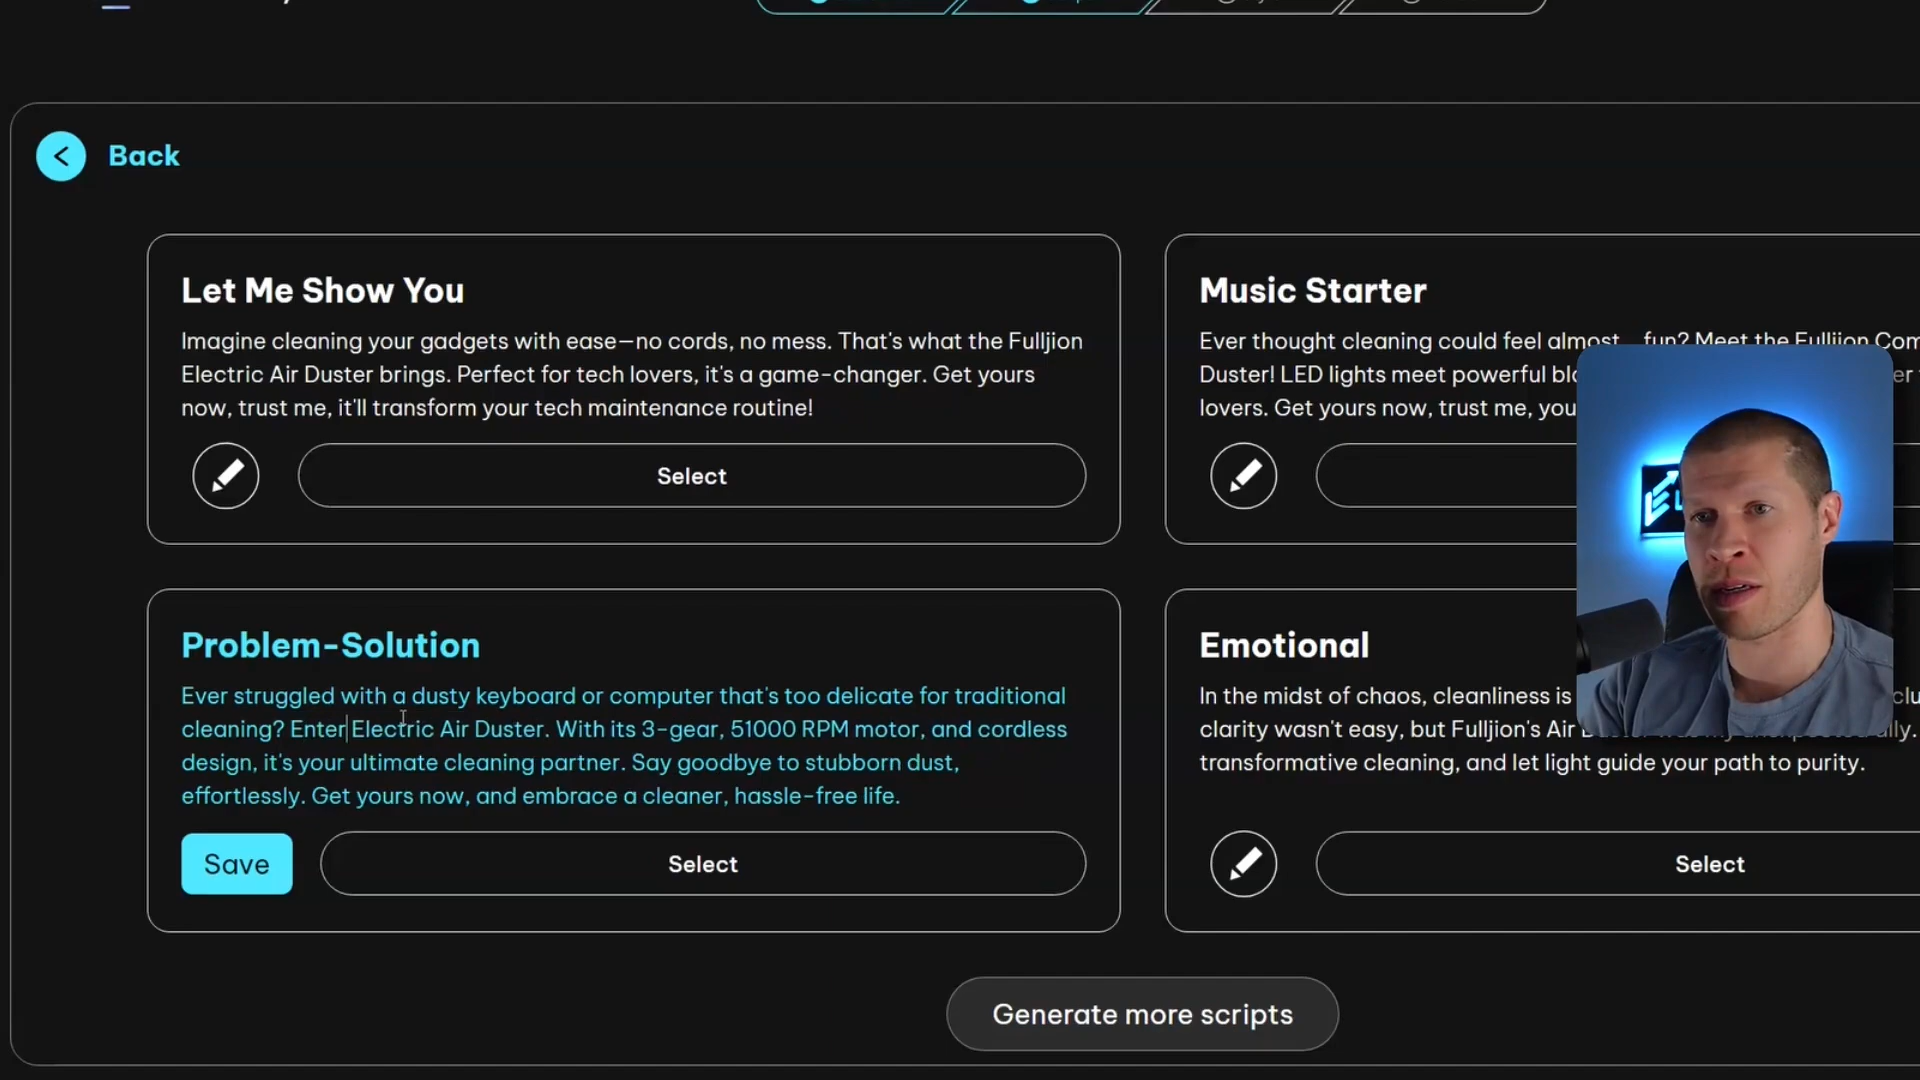 Back
Let Me Show You
Imagine cleaning your gadgets with ease—no cords, no mess. That's what the Fulljion
Electric Air Duster brings. Perfect for tech lovers, it's a game-changer. Get yours
now, trust me, it'll transform your tech maintenance routine!
Select
Music Starter
Ever thought cleaning could feel almost... fun? Meet the Fulljion Com
Duster! LED lights meet powerful blo er
lovers. Get yours now, trust me, you
Problem-Solution
Ever struggled with a dusty keyboard or computer that's too delicate for traditional
cleaning? Enter Electric Air Duster. With its 3-gear, 51000 RPM motor, and cordless
design, it's your ultimate cleaning partner. Say goodbye to stubborn dust,
effortlessly. Get yours now, and embrace a cleaner, hassle-free life.
Save
Select
Emotional
In the midst of chaos, cleanliness is clu
clarity wasn't easy, but Fulljion's Air
transformative cleaning, and let light guide your path to purity.
Select
Generate more scripts